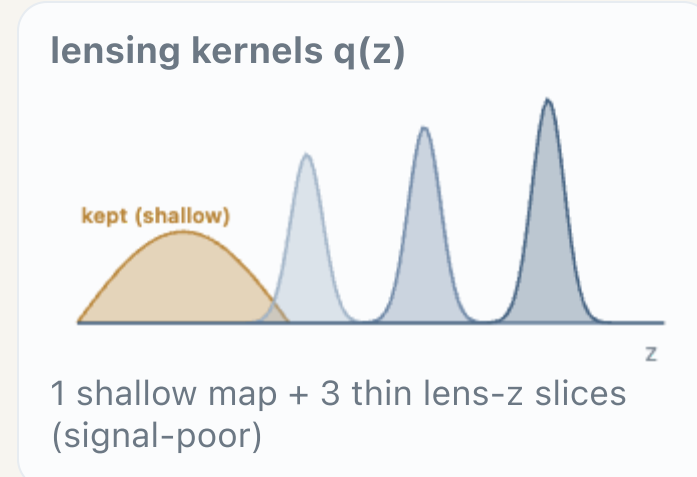 lensing kernels q(z)
kept (shallow)
z
1 shallow map + 3 thin lens-z slices
(signal-poor)